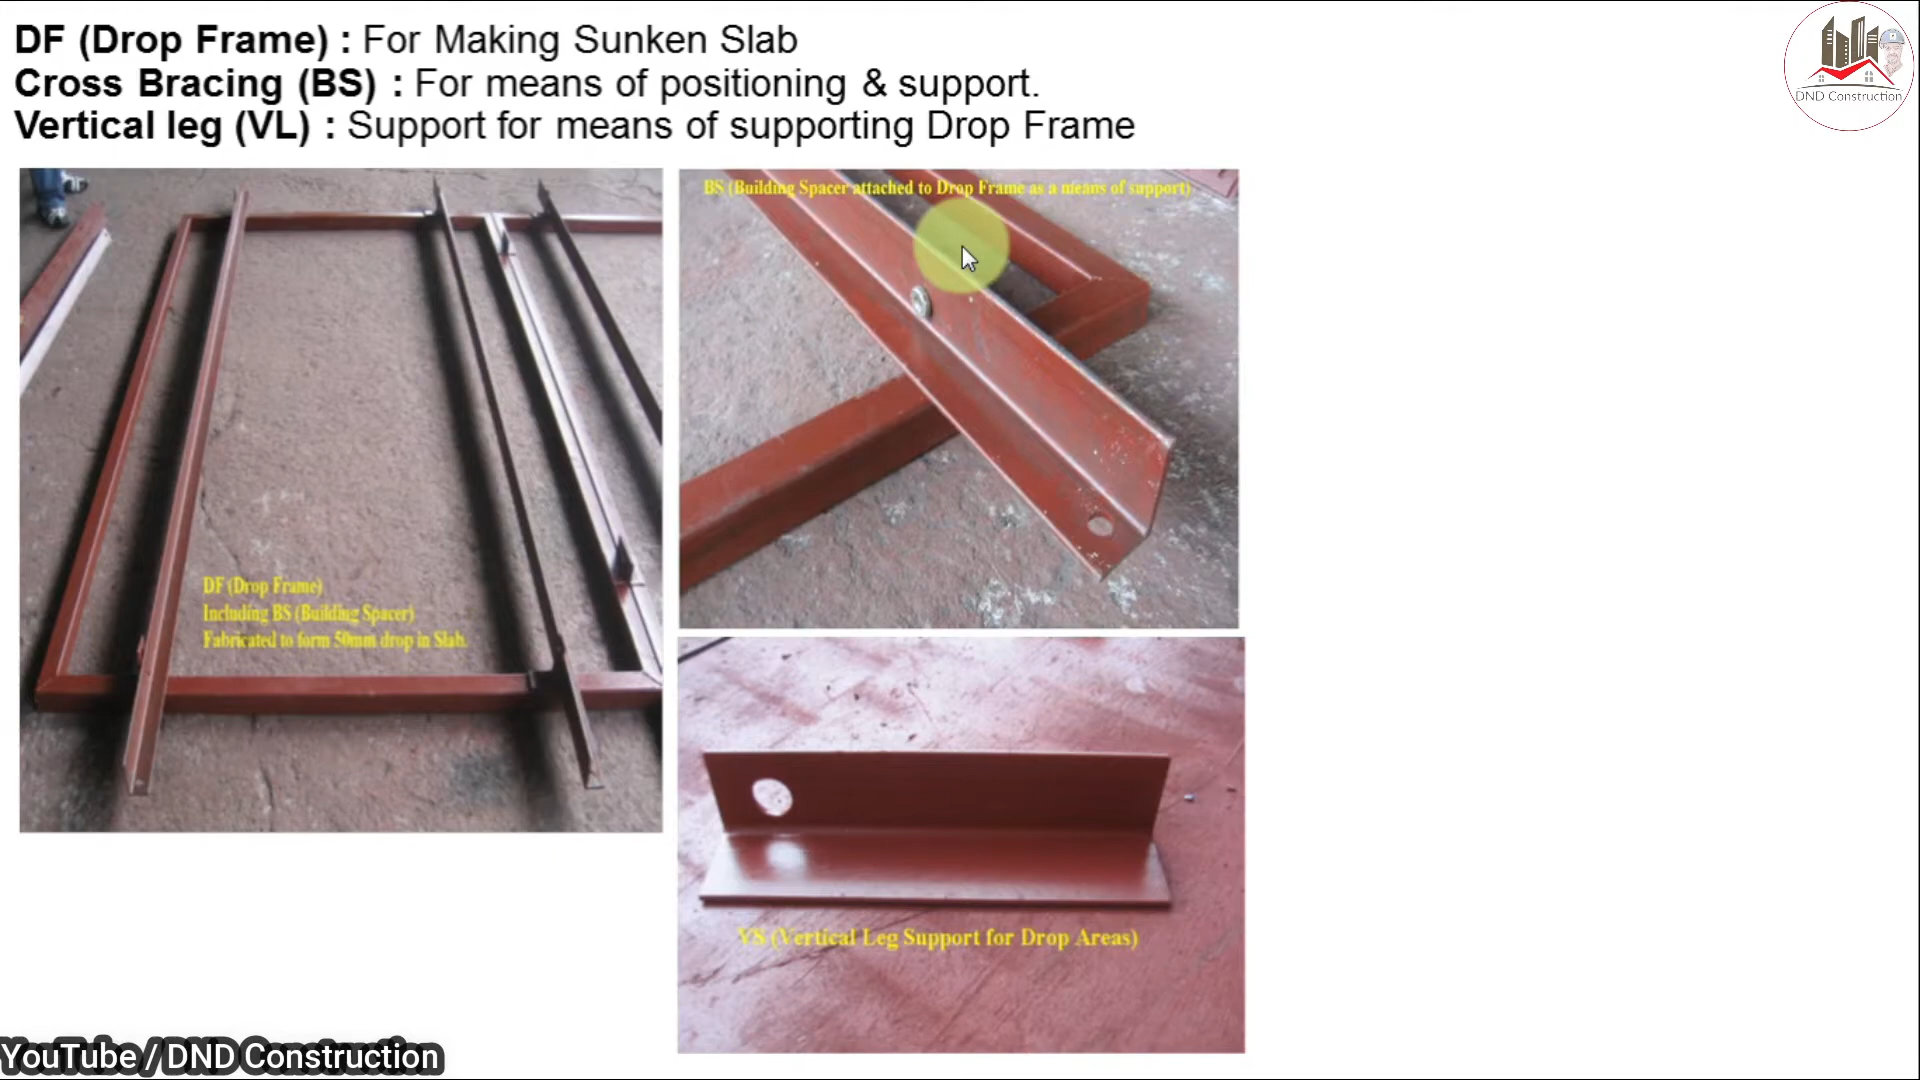 DF (Drop Frame) : For Making Sunken Slab
Cross Bracing (BS) : For means of positioning & support.
Vertical leg (VL) : Support for means of supporting Drop Frame
DND Construction
BS (Building Spacer attached to Drop Frame as a means of support)
DF (Drop Frame)
Including BS (Building Spacer)
Fabricated to form 50mm drop in Slab.
VS (Vertical Leg Support for Drop Areas)
YouTube / DND Construction